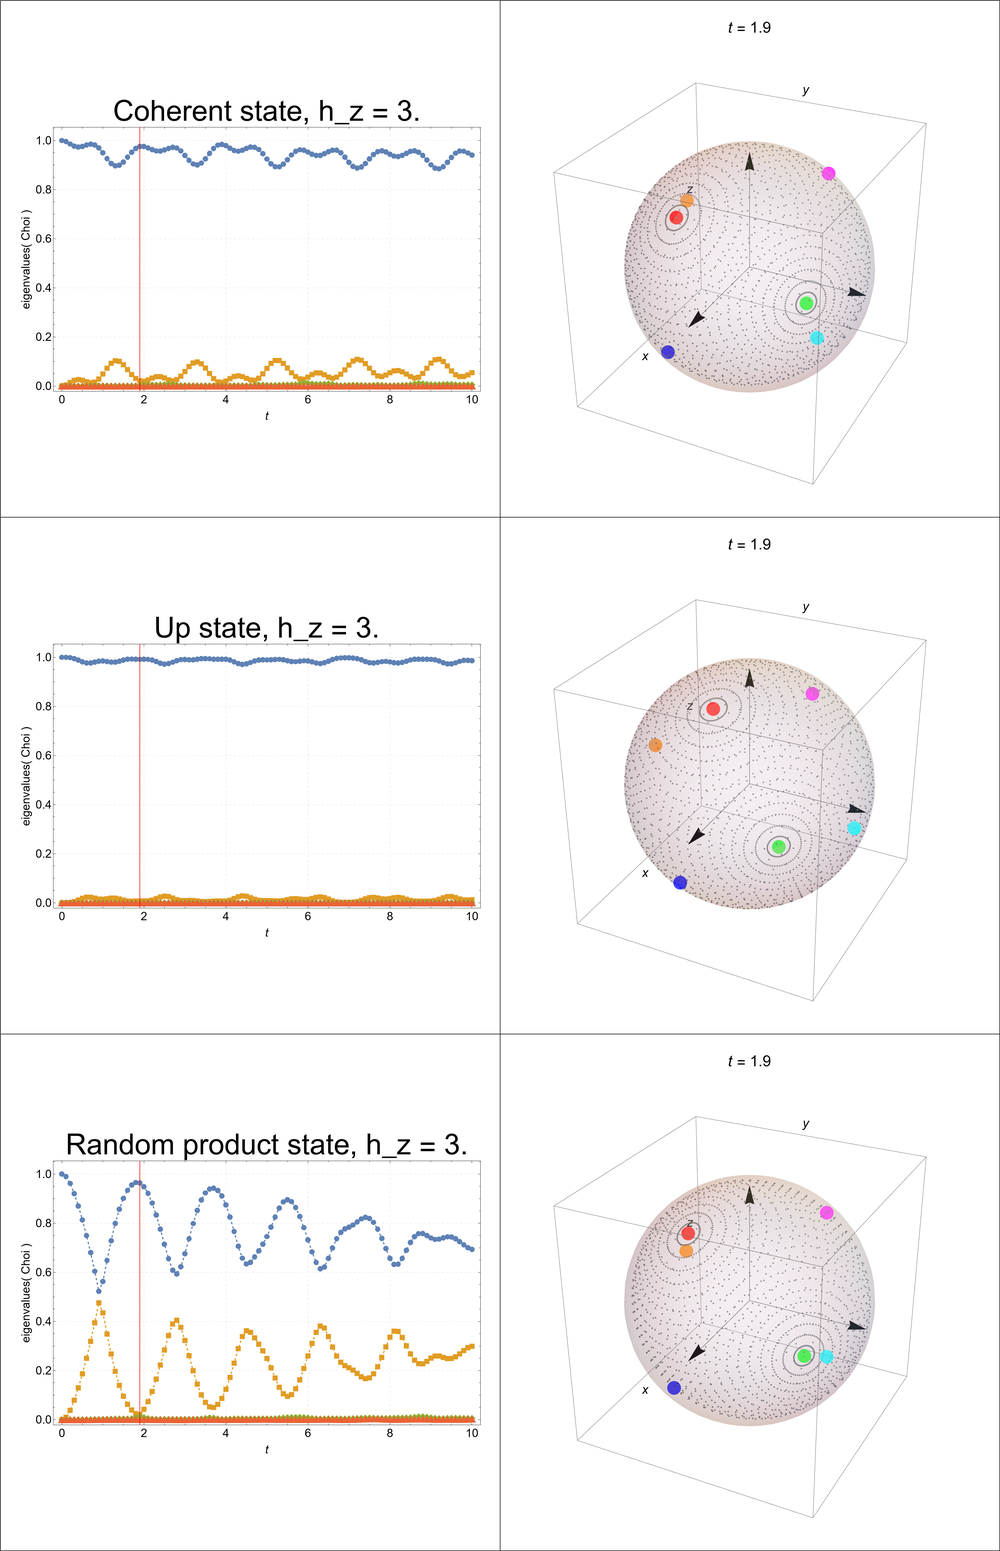 Coherent state, h_z = 3.
eigenvalues( Choi )
1.0
0.8
0.6
0.4
0.2
0.0
0 2 4 6 8 10
t
t = 1.9
y
z
x
Up state, h_z = 3.
eigenvalues( Choi )
1.0
0.8
0.6
0.4
0.2
0.0
0 2 4 6 8 10
t
t = 1.9
y
z
x
Random product state, h_z = 3.
eigenvalues( Choi )
1.0
0.8
0.6
0.4
0.2
0.0
0 2 4 6 8 10
t
t = 1.9
y
z
x